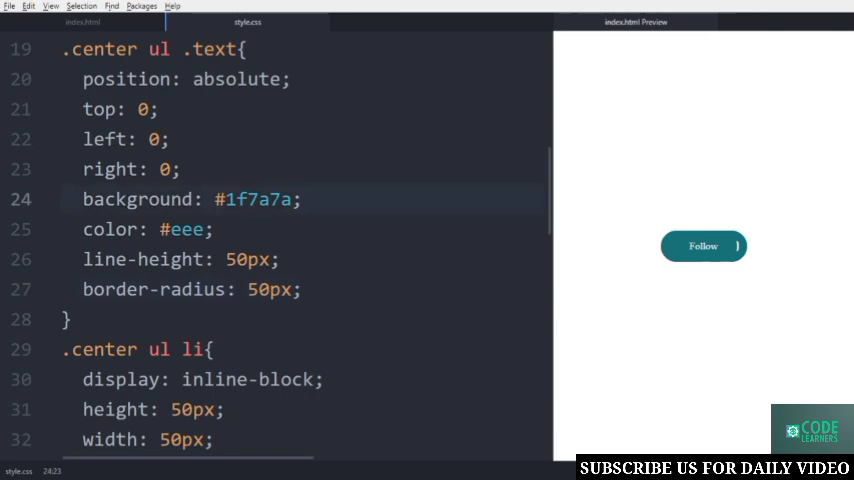 File Edit View Selection Find Packages Help
index.html style.css index.html Preview
19 .center ul .text{
20 position: absolute;
21 top: 0;
22 left: 0;
23 right: 0;
24 background: #1f7a7a;
25 color: #eee;
26 line-height: 50px;
27 border-radius: 50px;
28 }
29 .center ul li{
30 display: inline-block;
31 height: 50px;
32 width: 50px;
Follow
CODE
LEARNERS
SUBSCRIBE US FOR DAILY VIDEO
style.css 24:23